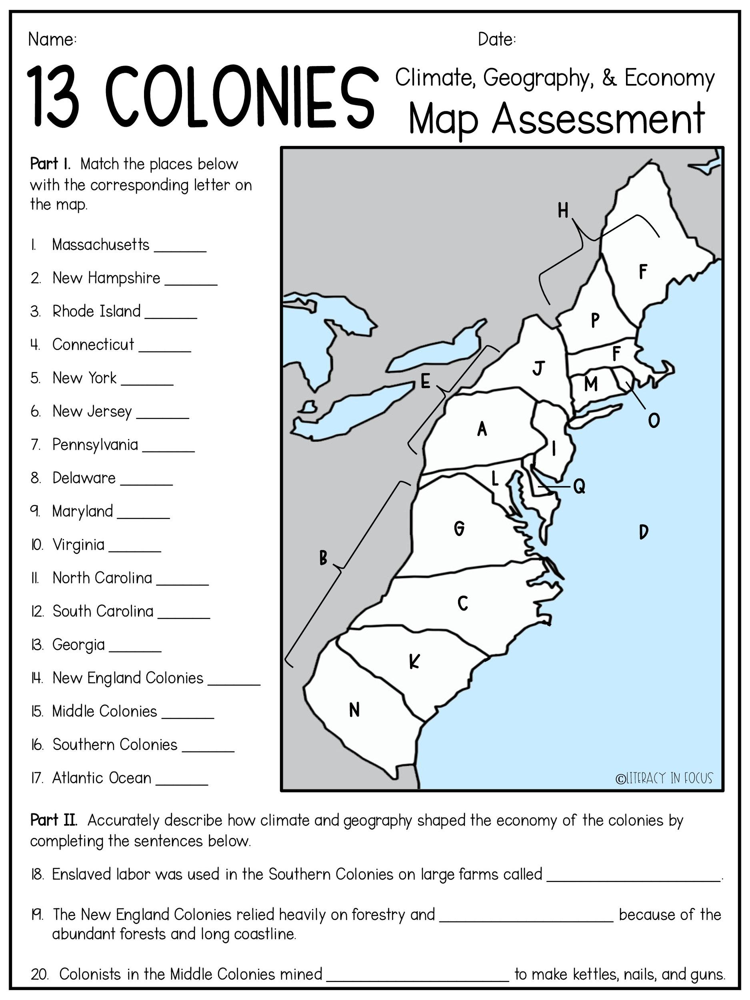 Name:
Date:
13 COLONIES
Climate, Geography, & Economy
Map Assessment
Part I. Match the places below
with the corresponding letter on
the map.
1. Massachusetts ______
2. New Hampshire ______
3. Rhode Island ______
4. Connecticut ______
5. New York ______
6. New Jersey ______
7. Pennsylvania ______
8. Delaware ______
9. Maryland ______
10. Virginia ______
11. North Carolina ______
12. South Carolina ______
13. Georgia ______
14. New England Colonies ______
15. Middle Colonies ______
16. Southern Colonies ______
17. Atlantic Ocean ______
H
F
P
F
J
E
M
O
A
I
L
Q
G
D
B
C
K
N
©LITERACY IN FOCUS
Part II. Accurately describe how climate and geography shaped the economy of the colonies by
completing the sentences below.
18. Enslaved labor was used in the Southern Colonies on large farms called ____________________.
19. The New England Colonies relied heavily on forestry and ____________________ because of the
abundant forests and long coastline.
20. Colonists in the Middle Colonies mined _____________________ to make kettles, nails, and guns.